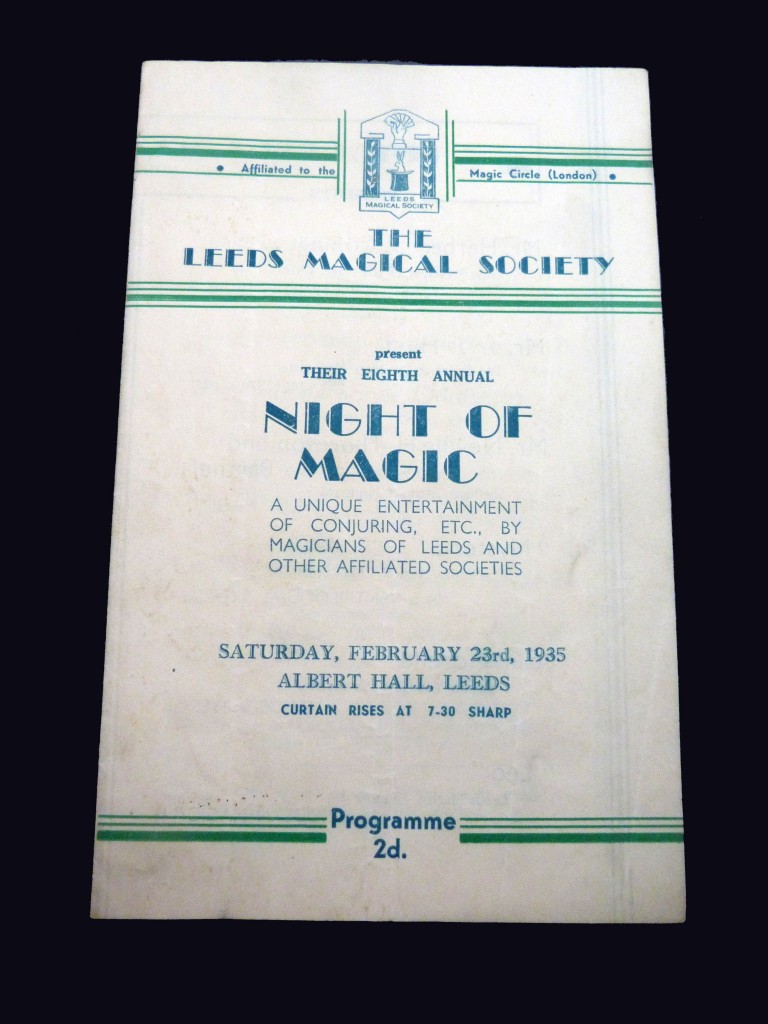 Affiliated to the
Magic Circle (London)
LEEDS
MAGICAL SOCIETY
THE
LEEDS MAGICAL SOCIETY
present
THEIR EIGHTH ANNUAL
NIGHT OF
MAGIC
A UNIQUE ENTERTAINMENT
OF CONJURING, ETC., BY
MAGICIANS OF LEEDS AND
OTHER AFFILIATED SOCIETIES
SATURDAY, FEBRUARY 23rd, 1935
ALBERT HALL, LEEDS
CURTAIN RISES AT 7-30 SHARP
Programme
2d.